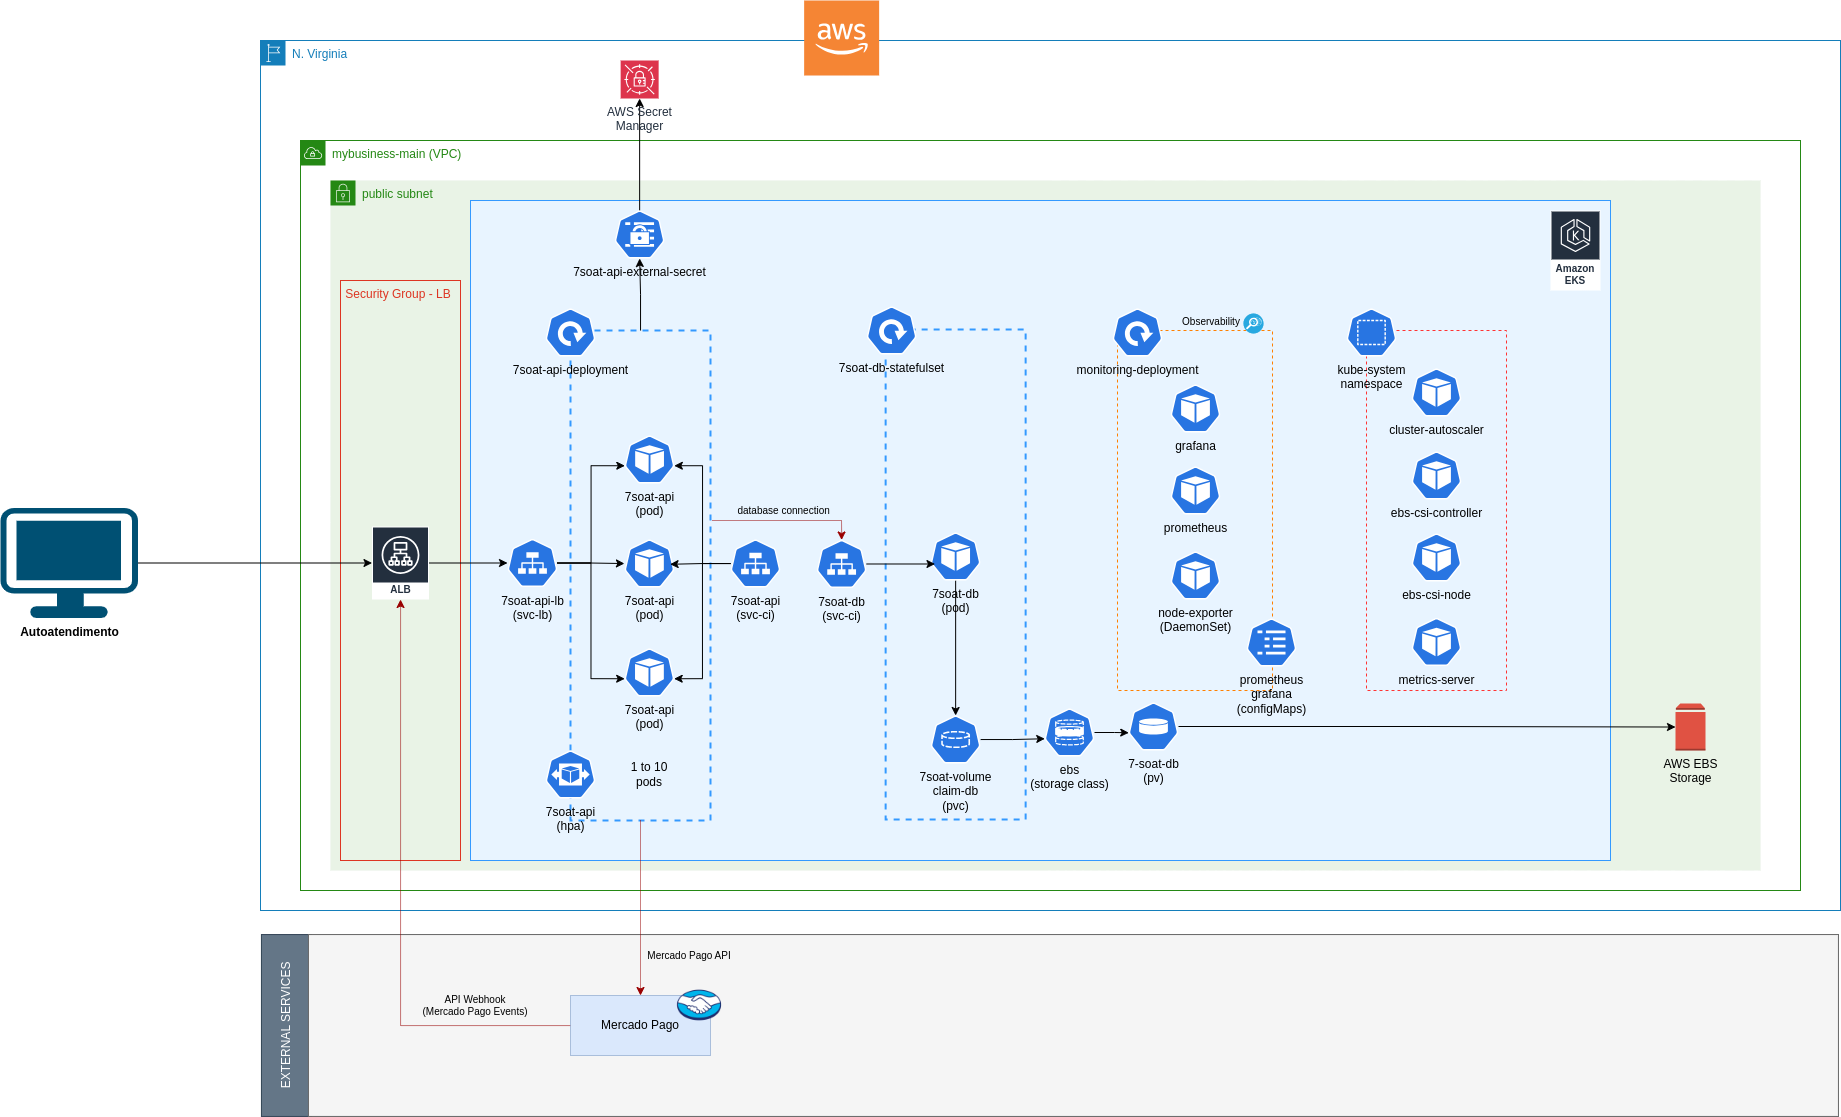 aws
N. Virginia
AWS Secret
Manager
mybusiness-main (VPC)
public subnet
7soat-api-external-secret
Amazon
EKS
Security Group - LB
7soat-api-deployment
7soat-db-statefulset
Observability
monitoring-deployment
kube-system
namespace
grafana
cluster-autoscaler
7soat-api
(pod)
database connection
prometheus
ebs-csi-controller
ALB
7soat-api-lb
(svc-lb)
7soat-api
(pod)
7soat-api
(svc-ci)
7soat-db
(svc-ci)
7soat-db
(pod)
node-exporter
(DaemonSet)
ebs-csi-node
Autoatendimento
7soat-api
(pod)
prometheus
grafana
(configMaps)
metrics-server
1 to 10
pods
7soat-api
(hpa)
7soat-volume
claim-db
(pvc)
ebs
(storage class)
7-soat-db
(pv)
AWS EBS
Storage
EXTERNAL SERVICES
Mercado Pago API
API Webhook
(Mercado Pago Events)
Mercado Pago